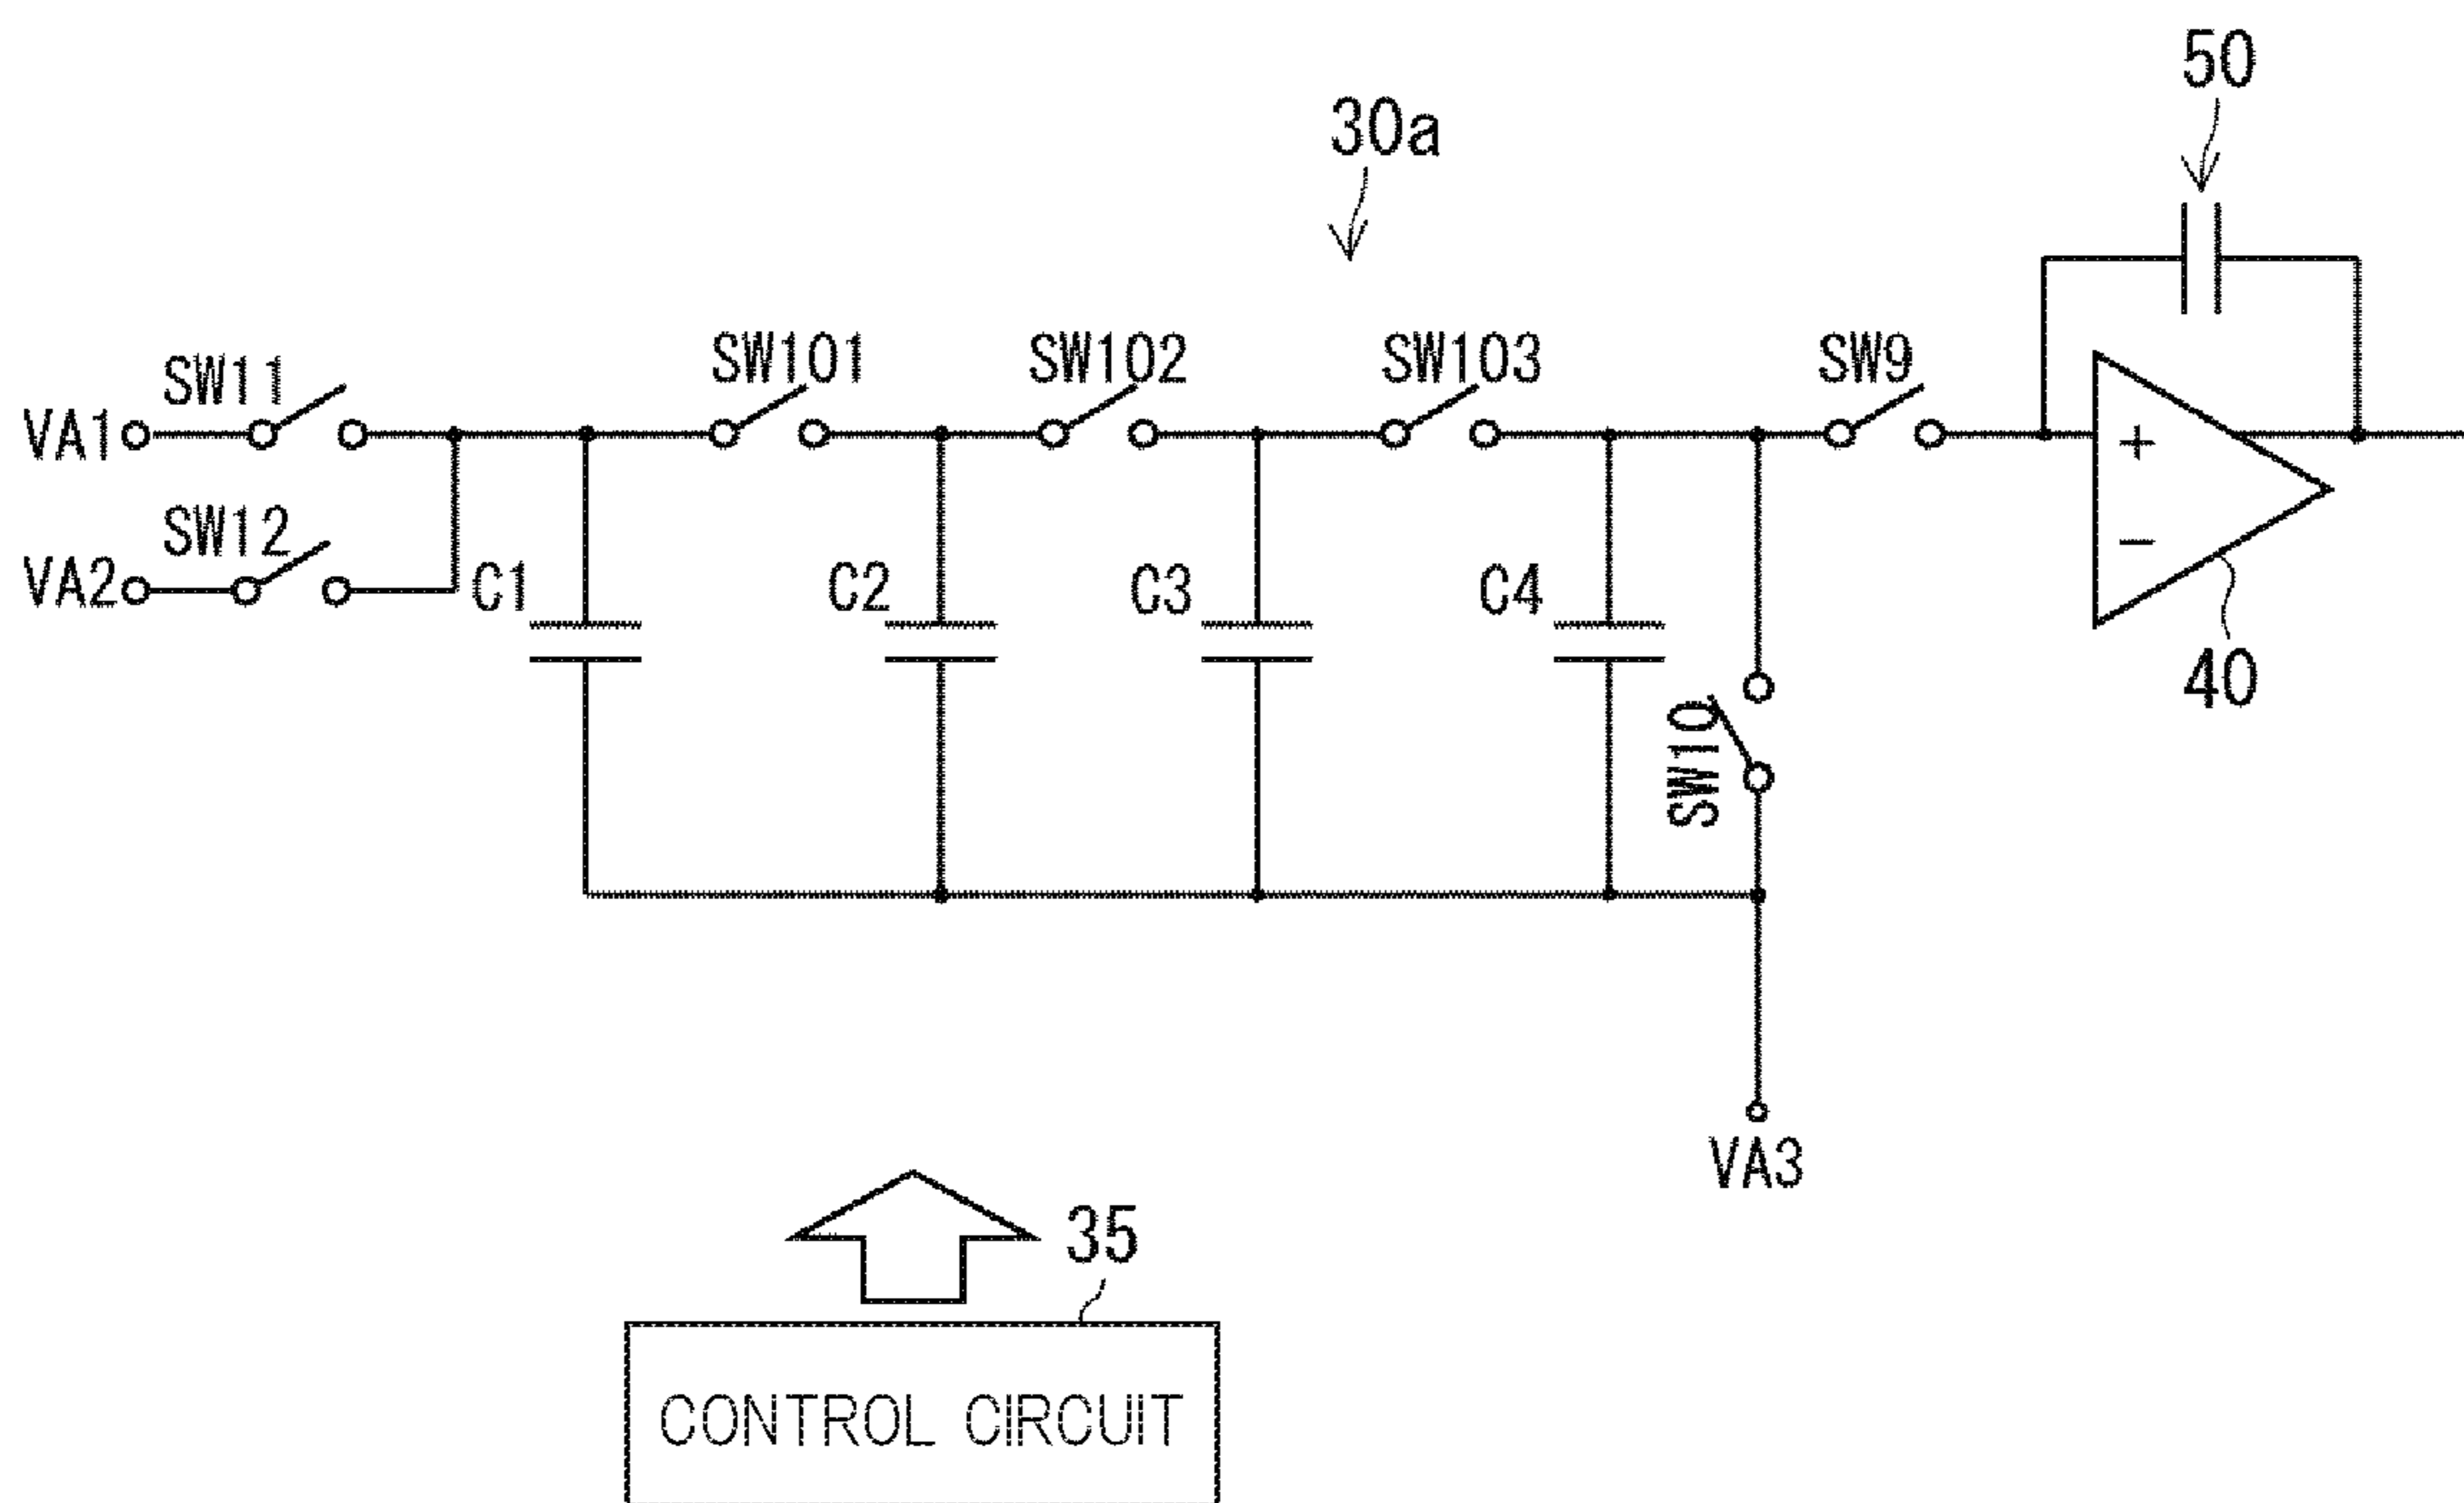 50
30a
SW101
SW102
SW103
SW9
SW11
VA1
+
SW12
VA2
C1
C2
C3
C4
−
40
SW10
VA3
35
CONTROL CIRCUIT